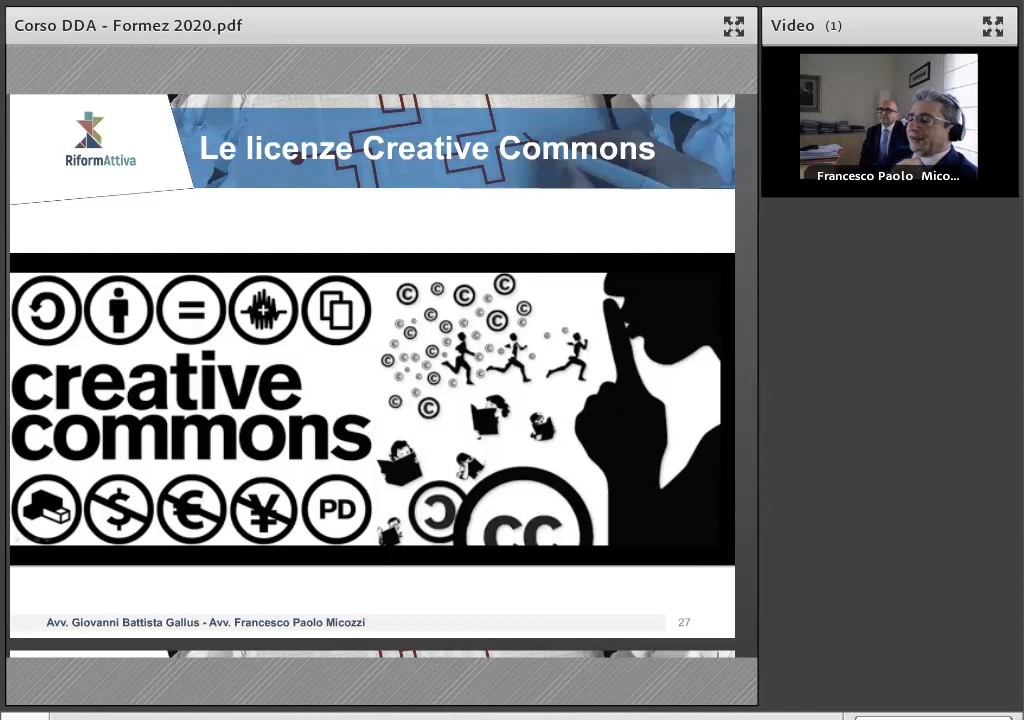 Corso DDA - Formez 2020.pdf
Video (1)
RiformAttiva
Le licenze Creative Commons
Francesco Paolo Mico...
creative
commons
PD
cc
Avv. Giovanni Battista Gallus - Avv. Francesco Paolo Micozzi
27